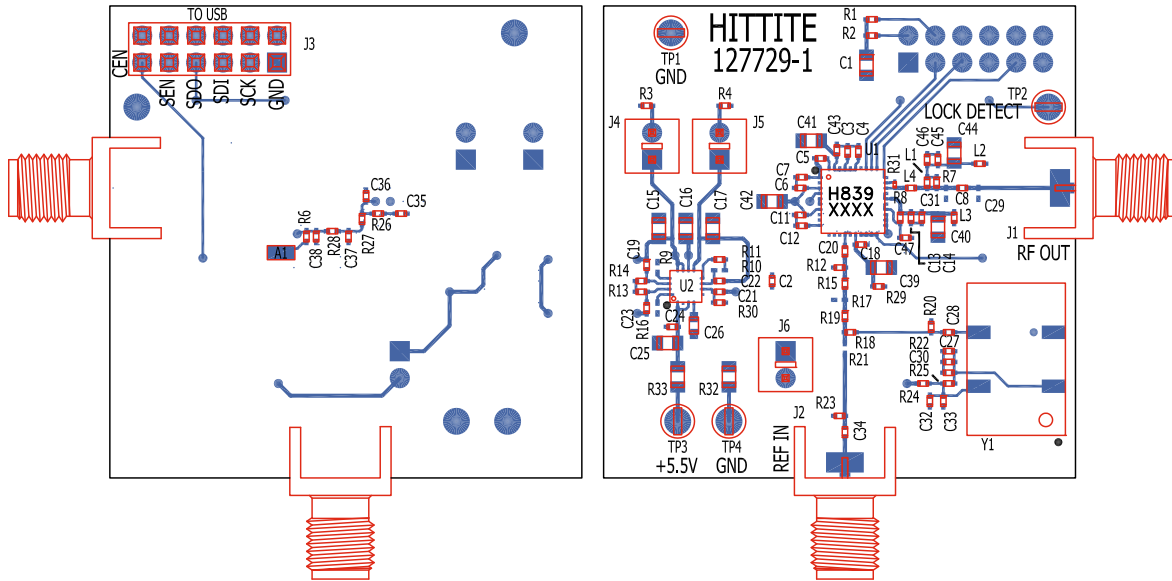 TO USB
J3
CEN
SEN
SDO
SDI
SCK
GND
C36
C35
R26
R27
R6
R28
C38
C37
A1
HITTITE
127729-1
TP1
GND
R1
R2
C1
TP2
LOCK DETECT
R3
R4
J4
J5
C41
C43
C3
C4
U1
C5
C7
C6
C42
C11
C12
H839
XXXX
R31
C46
C45
C44
L1
L2
L4
R7
R8
C31
C8
C29
L3
C40
C47
C13
C14
J1
RF OUT
C15
C16
C17
C19
R9
R11
R10
R14
R13
U2
C22
C21
R30
C2
C23
R16
C24
C26
C25
C20
C18
R12
R15
C39
R29
R17
R19
R18
R21
J6
R20
C28
R22
C27
C30
R25
R24
C32
C33
Y1
R33
R32
TP3
+5.5V
TP4
GND
R23
C34
J2
REF IN